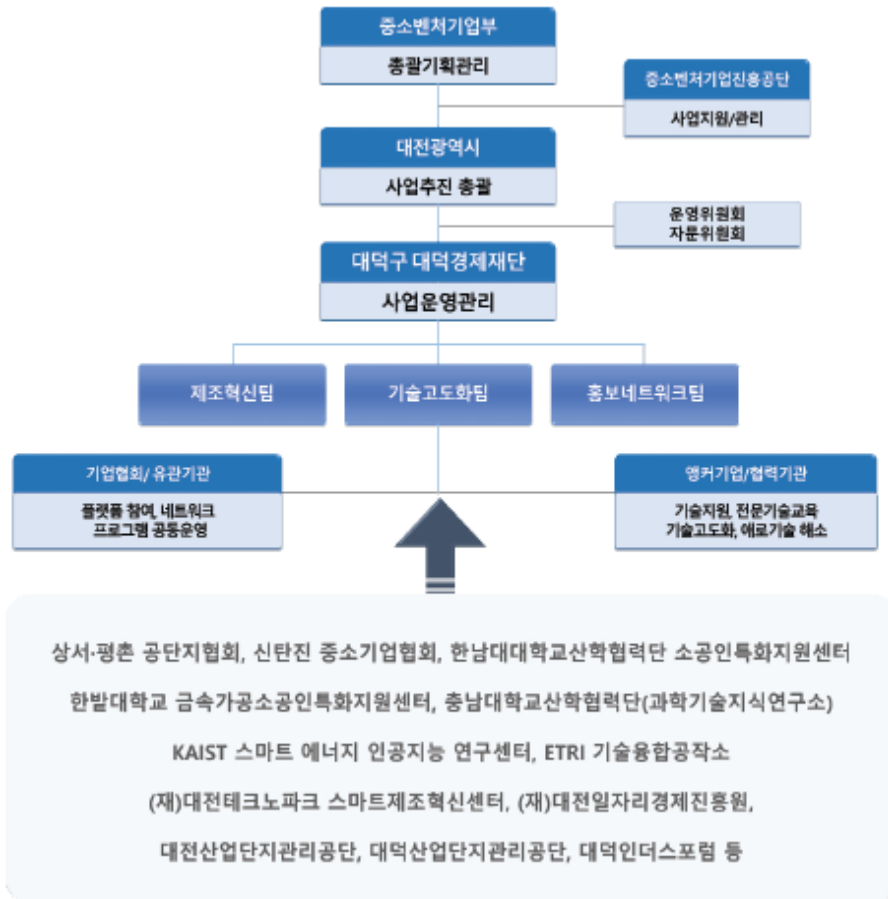 중소벤처기업부
총괄기획관리
중소벤처기업진흥공단
사업지원/관리
대전광역시
사업추진 총괄
운영위원회
자문위원회
대덕구 대덕경제재단
사업운영관리
제조혁신팀
기술고도화팀
홍보네트워크팀
기업협회/ 유관기관
플랫폼 참여, 네트워크
프로그램 공동운영
앵커기업/협력기관
기술지원, 전문기술교육
기술고도화, 애로기술 해소
상서·평촌 공단지협회, 신탄진 중소기업협회, 한남대대학교산학협력단 소공인특화지원센터
한밭대학교 금속가공소공인특화지원센터, 충남대학교산학협력단(과학기술지식연구소)
KAIST 스마트 에너지 인공지능 연구센터, ETRI 기술융합공작소
(재)대전테크노파크 스마트제조혁신센터, (재)대전일자리경제진흥원,
대전산업단지관리공단, 대덕산업단지관리공단, 대덕인더스포럼 등